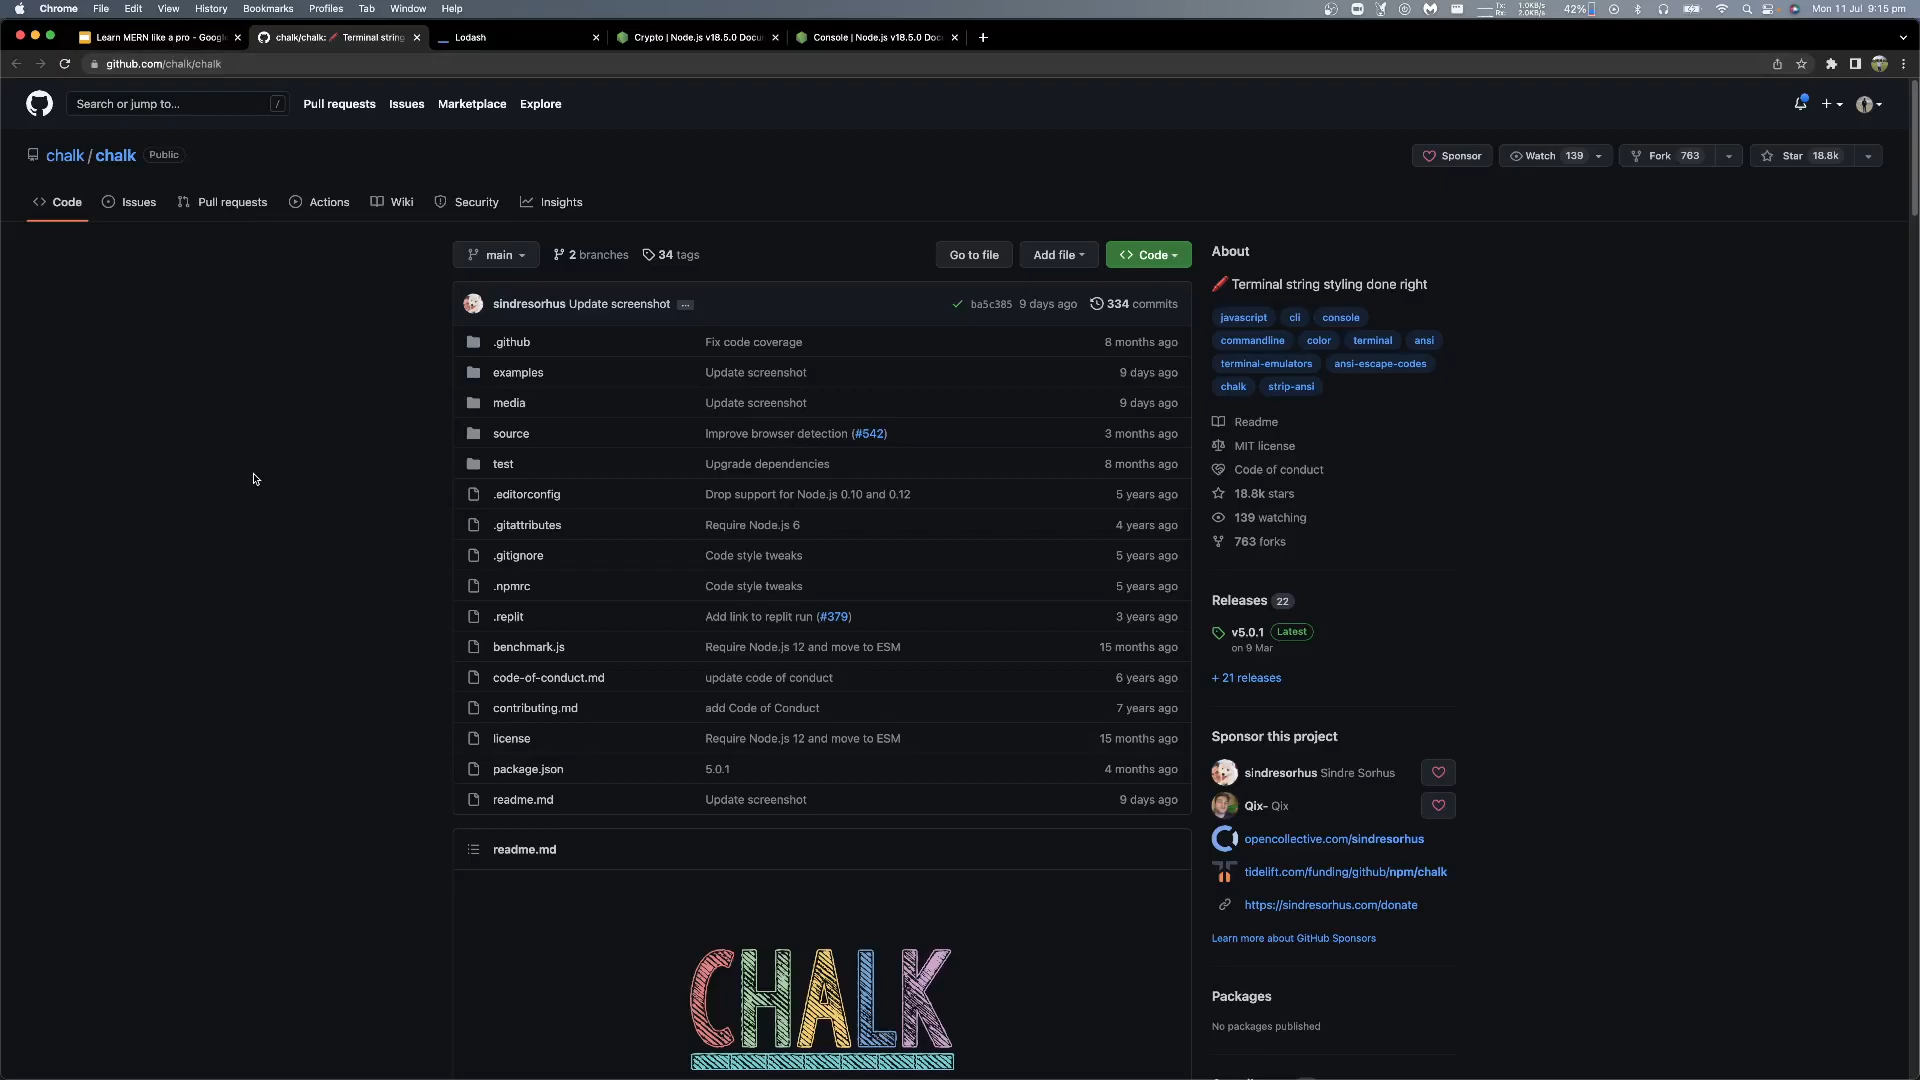 Chrome File Edit View History Bookmarks Profiles Tab Window Help Tx: 1.0KB/s Rx: 2.0KB/s 42% Mon 11 Jul 9:15 pm
Learn MERN like a pro - Google chalk/chalk: Terminal string Lodash Crypto | Node.js v18.5.0 Docu Console | Node.js v18.5.0 Doc
github.com/chalk/chalk
Search or jump to... / Pull requests Issues Marketplace Explore
chalk / chalk Public Sponsor Watch 139 Fork 763 Star 18.8k
Code Issues Pull requests Actions Wiki Security Insights
main 2 branches 34 tags Go to file Add file Code
sindresorhus Update screenshot ... ba5c385 9 days ago 334 commits
.github Fix code coverage 8 months ago
examples Update screenshot 9 days ago
media Update screenshot 9 days ago
source Improve browser detection (#542) 3 months ago
test Upgrade dependencies 8 months ago
.editorconfig Drop support for Node.js 0.10 and 0.12 5 years ago
.gitattributes Require Node.js 6 4 years ago
.gitignore Code style tweaks 5 years ago
.npmrc Code style tweaks 5 years ago
.replit Add link to replit run (#379) 3 years ago
benchmark.js Require Node.js 12 and move to ESM 15 months ago
code-of-conduct.md update code of conduct 6 years ago
contributing.md add Code of Conduct 7 years ago
license Require Node.js 12 and move to ESM 15 months ago
package.json 5.0.1 4 months ago
readme.md Update screenshot 9 days ago
readme.md
CHALK
About
Terminal string styling done right
javascript cli console
commandline color terminal ansi
terminal-emulators ansi-escape-codes
chalk strip-ansi
Readme
MIT license
Code of conduct
18.8k stars
139 watching
763 forks
Releases 22
v5.0.1 Latest
on 9 Mar
+ 21 releases
Sponsor this project
sindresorhus Sindre Sorhus
Qix- Qix
opencollective.com/sindresorhus
tidelift.com/funding/github/npm/chalk
https://sindresorhus.com/donate
Learn more about GitHub Sponsors
Packages
No packages published